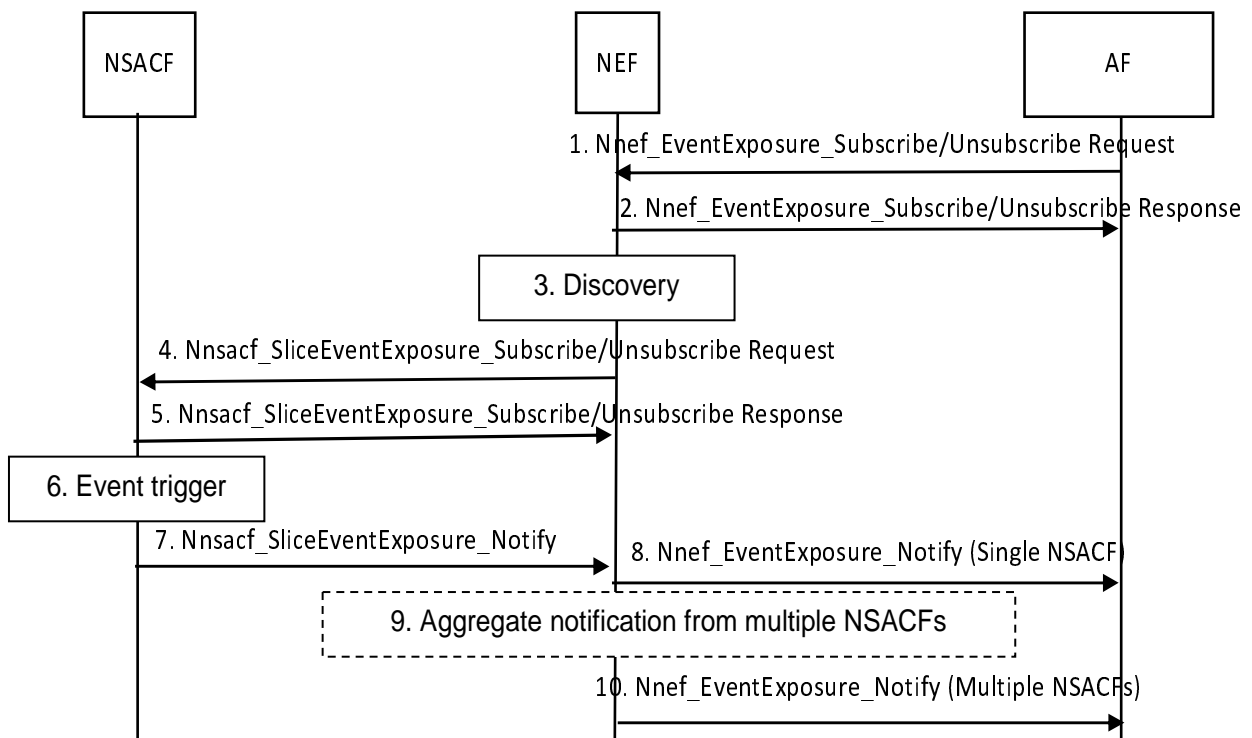 NSACF
NEF
AF
1. Nnef_EventExposure_Subscribe/Unsubscribe Request
2. Nnef_EventExposure_Subscribe/Unsubscribe Response
3. Discovery
4. Nnsacf_SliceEventExposure_Subscribe/Unsubscribe Request
5. Nnsacf_SliceEventExposure_Subscribe/Unsubscribe Response
6. Event trigger
7. Nnsacf_SliceEventExposure_Notify
8. Nnef_EventExposure_Notify (Single NSACF)
9. Aggregate notification from multiple NSACFs
10. Nnef_EventExposure_Notify (Multiple NSACFs)